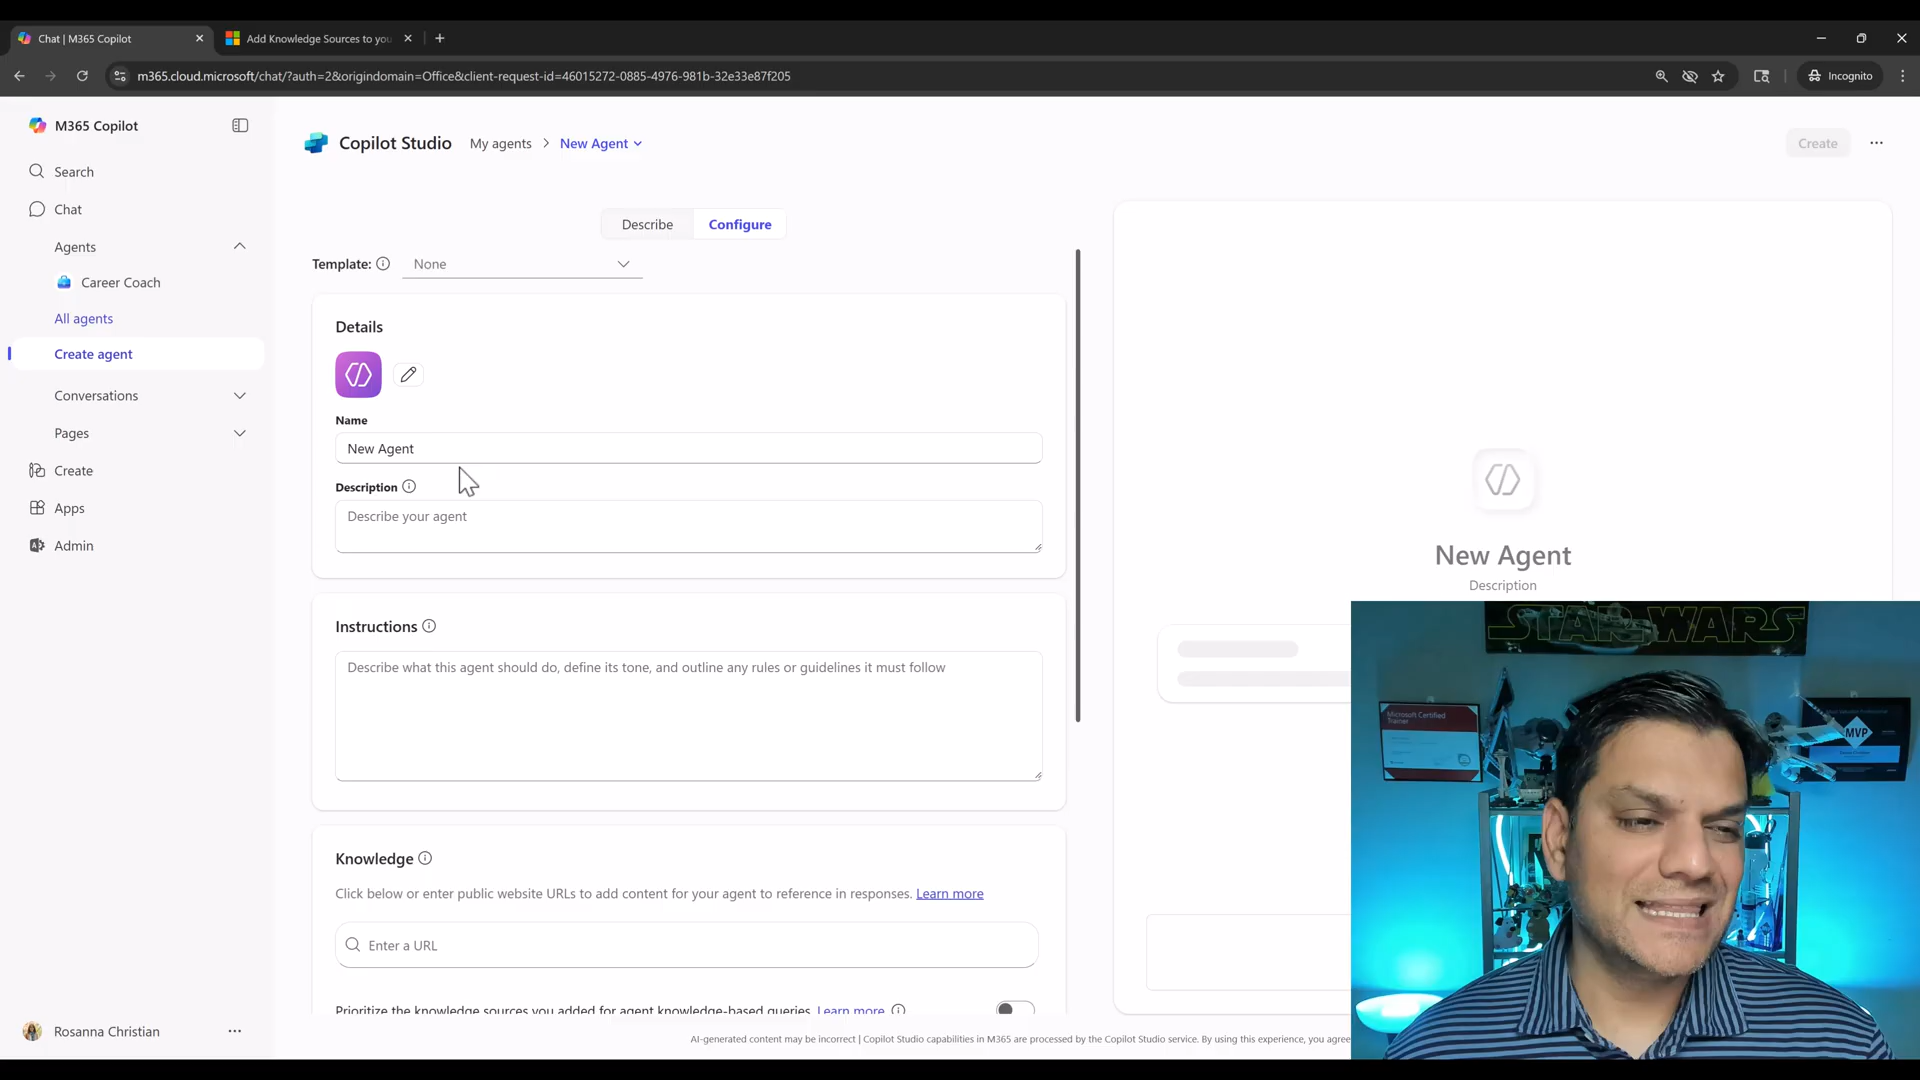 Chat | M365 Copilot
Add Knowledge Sources to you
m365.cloud.microsoft/chat/?auth=2&origindomain=Office&client-request-id=46015272-0885-4976-981b-32e33e87f205
Incognito
M365 Copilot
Search
Chat
Agents
Career Coach
All agents
Create agent
Conversations
Pages
Create
Apps
Admin
Rosanna Christian
Copilot Studio
My agents > New Agent
Create
Describe
Configure
Template:
None
Details
Name
New Agent
Description
Describe your agent
Instructions
Describe what this agent should do, define its tone, and outline any rules or guidelines it must follow
Knowledge
Click below or enter public website URLs to add content for your agent to reference in responses. Learn more
Enter a URL
Prioritize the knowledge sources you added for agent knowledge-based queries. Learn more
AI-generated content may be incorrect | Copilot Studio capabilities in M365 are processed by the Copilot Studio service. By using this experience, you agree
New Agent
Description
STAR WARS
Microsoft Certified
Trainer
MVP